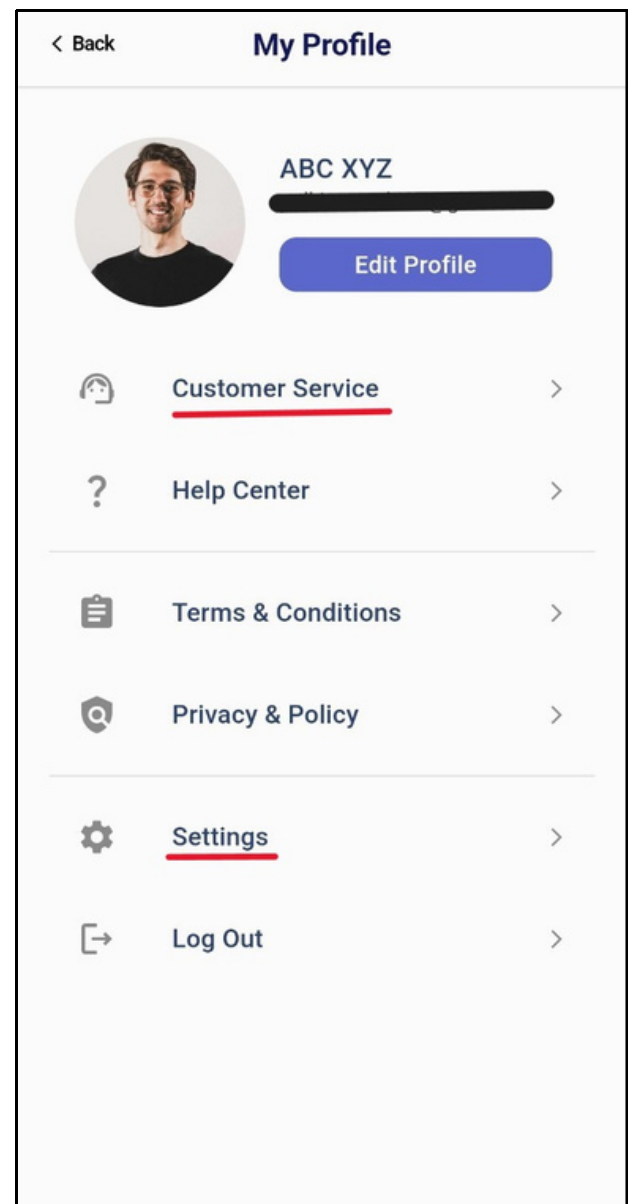 < Back
My Profile
ABC XYZ
Edit Profile
Customer Service
Help Center
Terms & Conditions
Privacy & Policy
Settings
Log Out